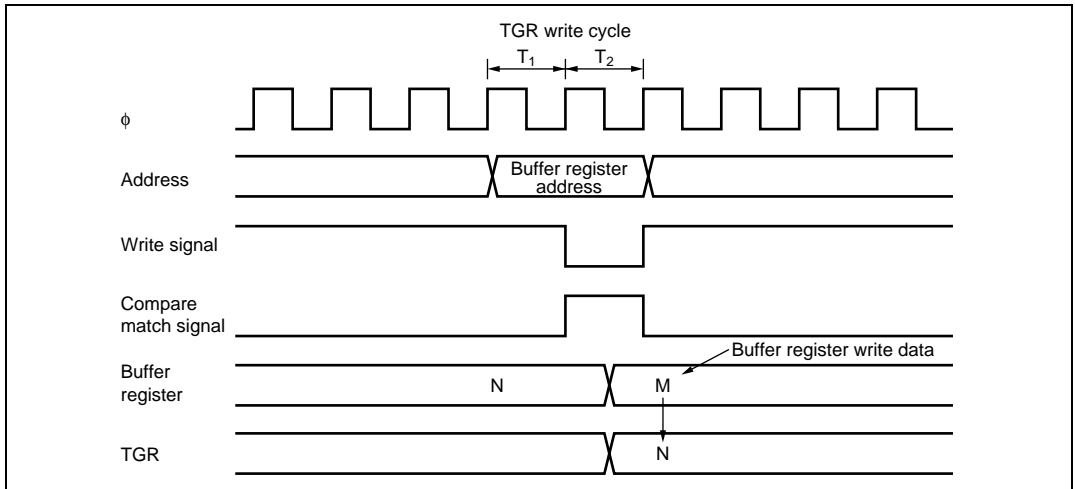 TGR write cycle
T1 T2
ϕ
Address
Buffer register
address
Write signal
Compare
match signal
Buffer register write data
Buffer
register
N M
TGR
N